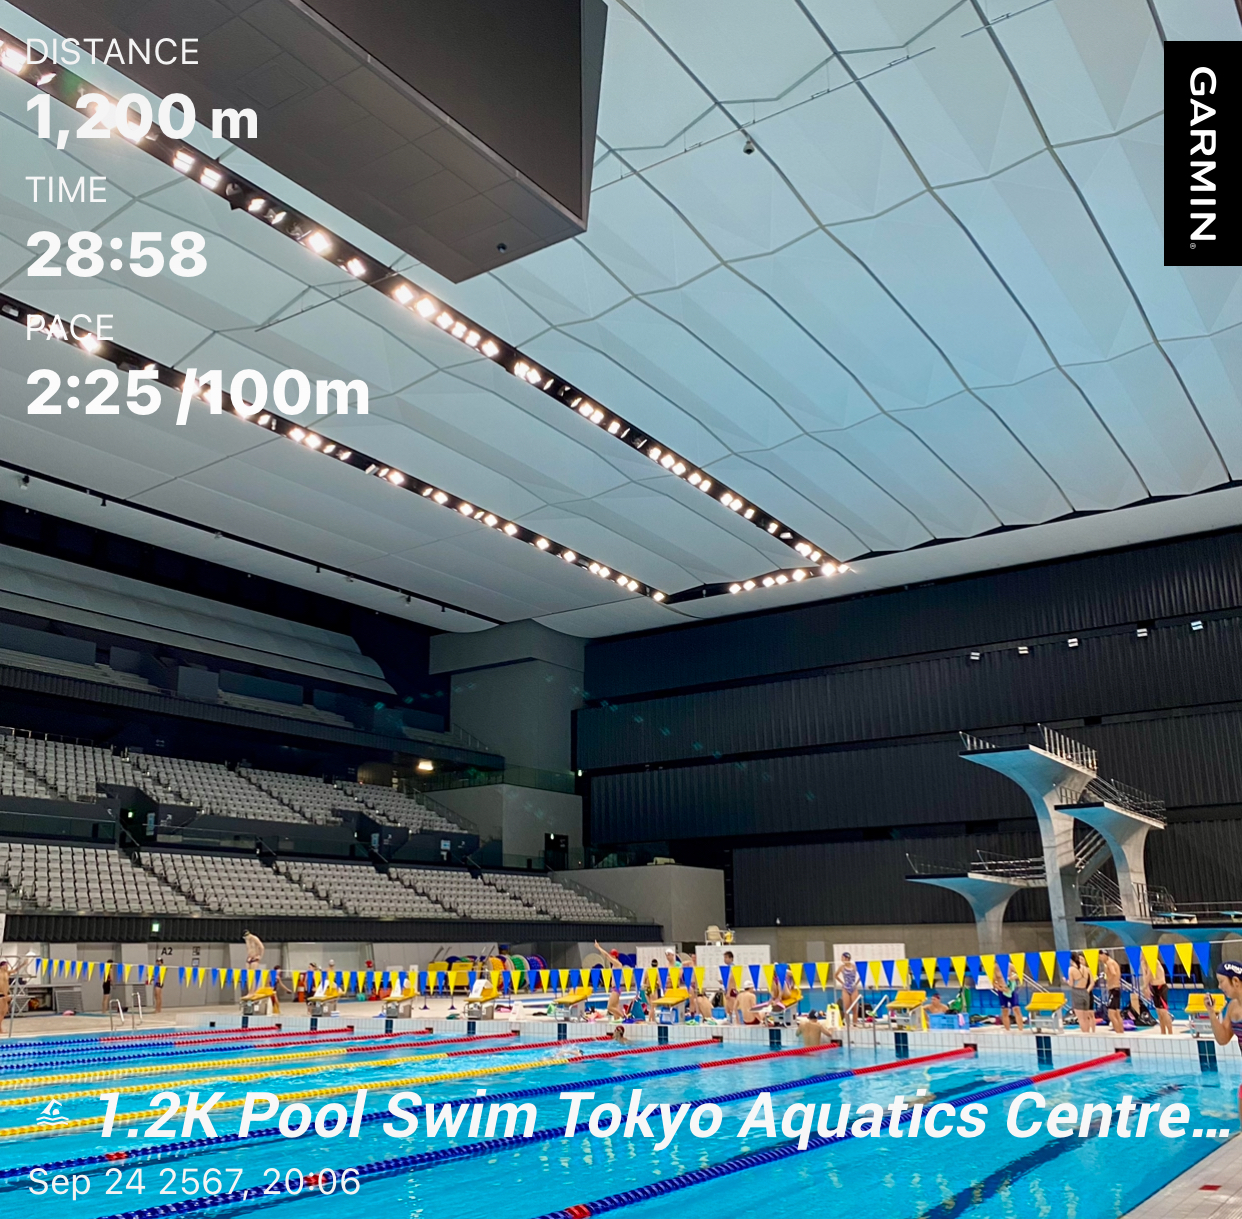 DISTANCE
1,200 m
TIME
28:58
PACE
2:25 /100m
GARMIN®
A2
1.2K Pool Swim Tokyo Aquatics Centre...
Sep 24 2567, 20:06